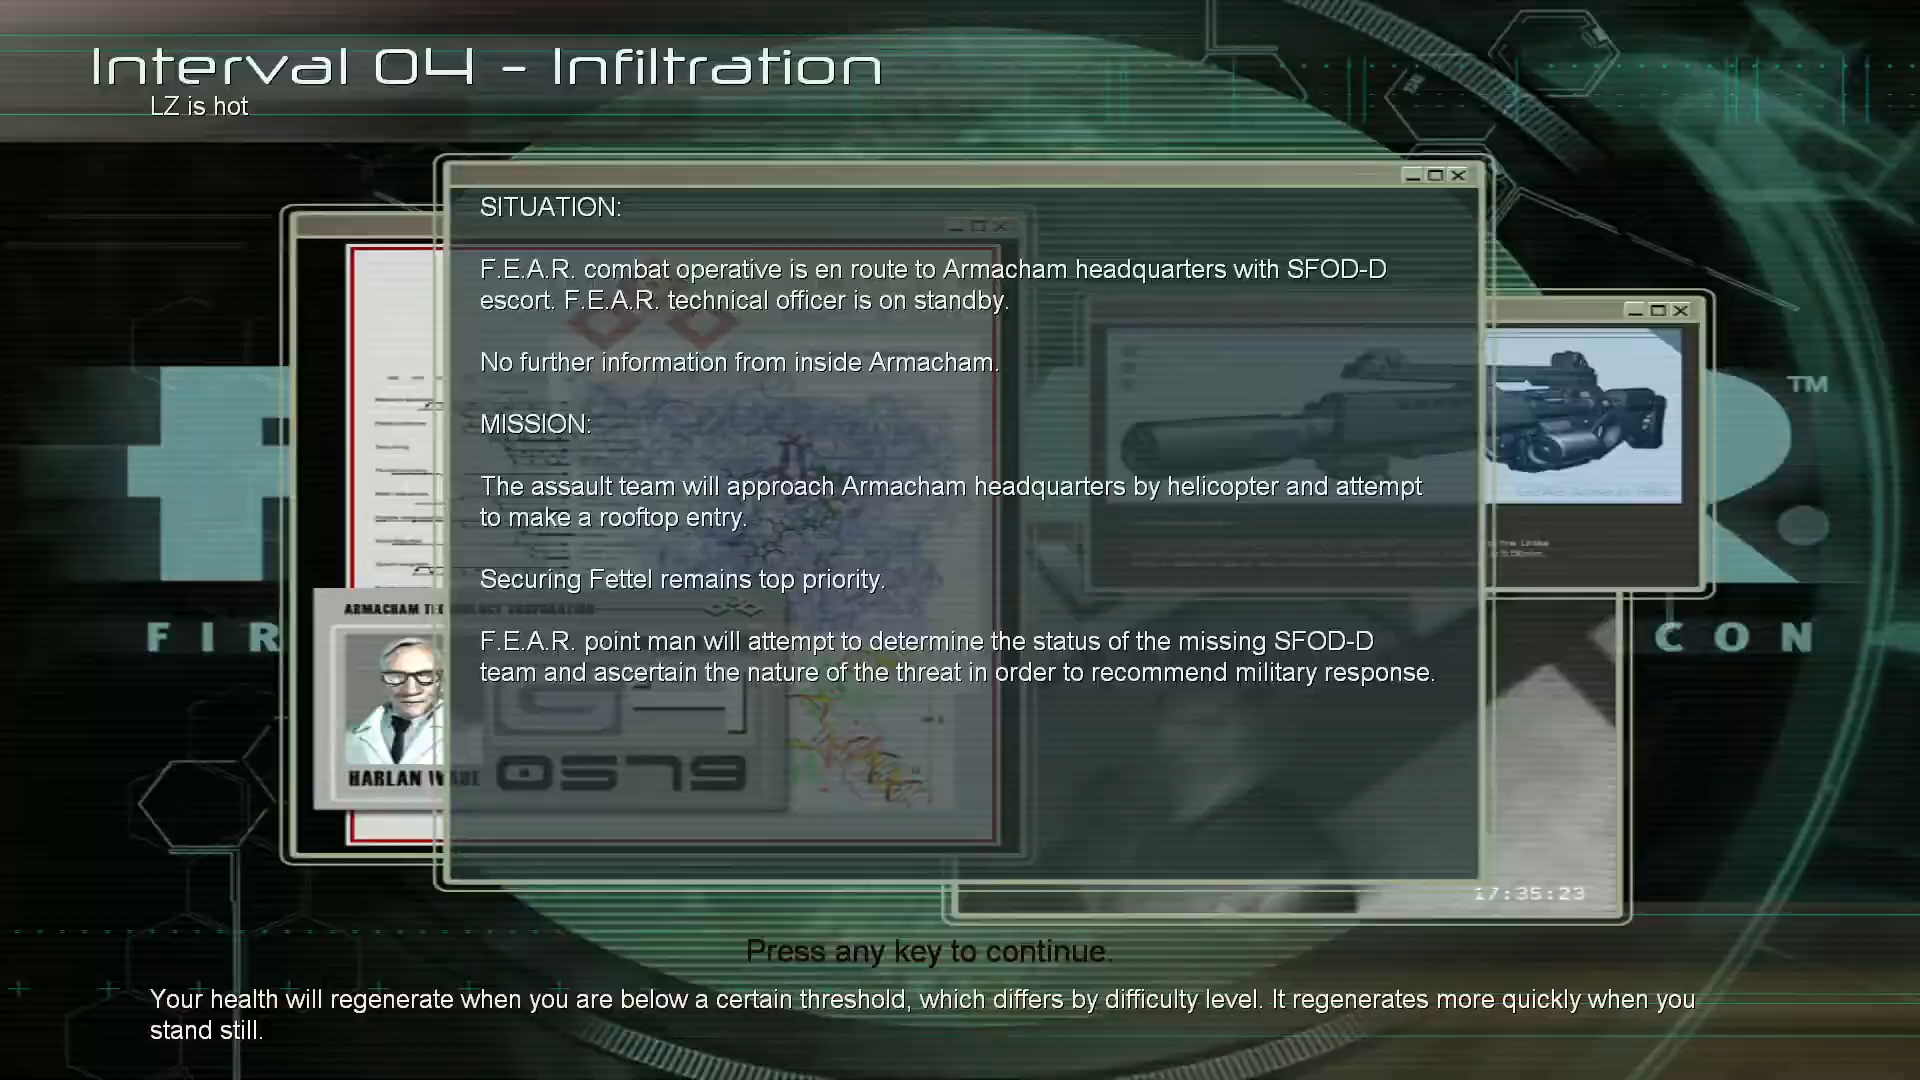 Interval 04 - Infiltration
LZ is hot
SITUATION:
F.E.A.R. combat operative is en route to Armacham headquarters with SFOD-D
escort. F.E.A.R. technical officer is on standby.
No further information from inside Armacham.
MISSION:
The assault team will approach Armacham headquarters by helicopter and attempt
to make a rooftop entry.
Securing Fettel remains top priority.
F.E.A.R. point man will attempt to determine the status of the missing SFOD-D
team and ascertain the nature of the threat in order to recommend military response.
TM
FIR
CON
ARMACHAM
CORPORATION
HARLAN WADE
0579
17:35:23
Press any key to continue.
Your health will regenerate when you are below a certain threshold, which differs by difficulty level. It regenerates more quickly when you
stand still.